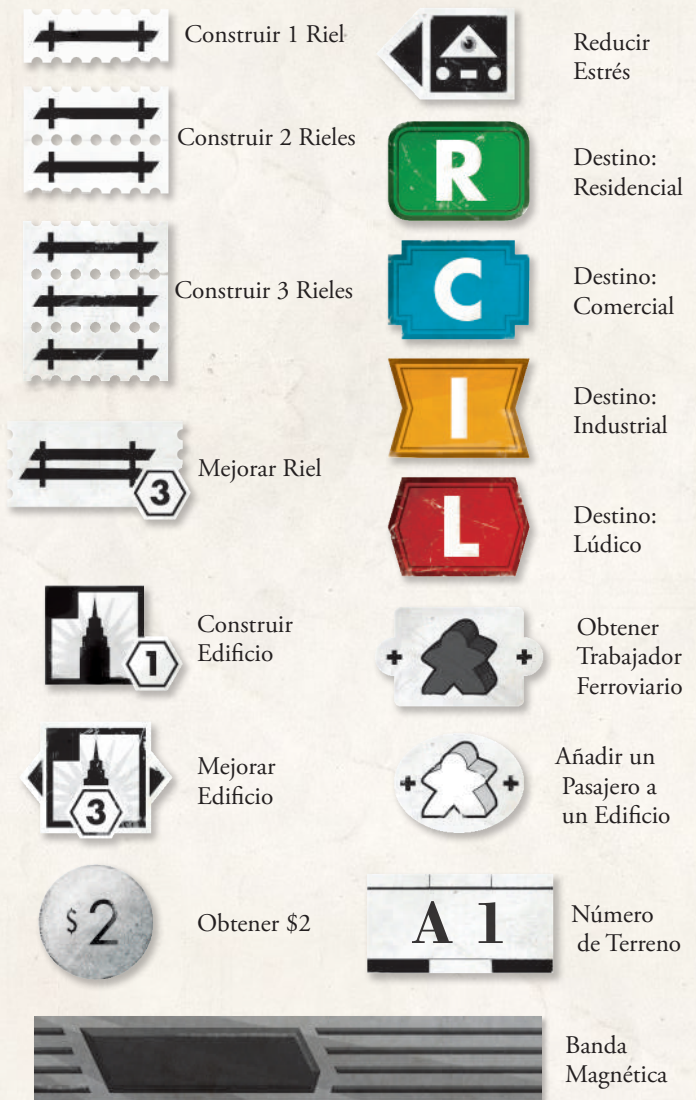 Construir 1 Riel
Construir 2 Rieles
Construir 3 Rieles
3
Mejorar Riel
1
Construir
Edificio
3
Mejorar
Edificio
$2
Obtener $2
Reducir
Estrés
R
Destino:
Residencial
C
Destino:
Comercial
I
Destino:
Industrial
L
Destino:
Lúdico
+ +
Obtener
Trabajador
Ferroviario
+ +
Añadir un
Pasajero a
un Edificio
A 1
Número
de Terreno
Banda
Magnética